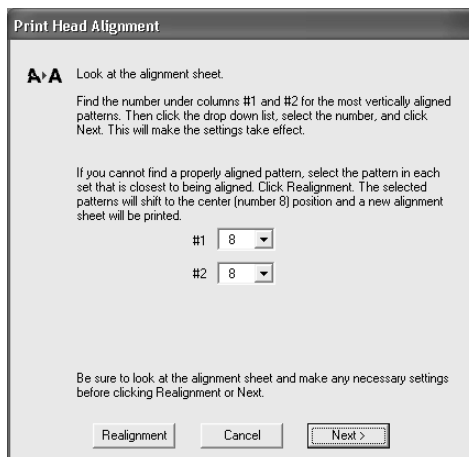 Print Head Alignment
A▸A Look at the alignment sheet.
Find the number under columns #1 and #2 for the most vertically aligned
patterns. Then click the drop down list, select the number, and click
Next. This will make the settings take effect.
If you cannot find a properly aligned pattern, select the pattern in each
set that is closest to being aligned. Click Realignment. The selected
patterns will shift to the center (number 8) position and a new alignment
sheet will be printed.
#1 8
#2 8
Be sure to look at the alignment sheet and make any necessary settings
before clicking Realignment or Next.
Realignment Cancel Next >